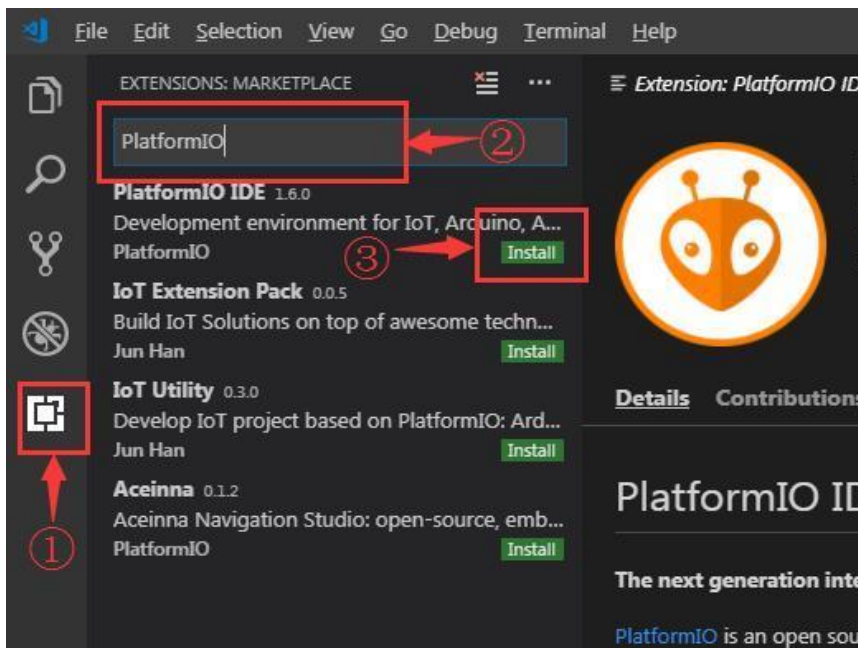 File Edit Selection View Go Debug Terminal Help
EXTENSIONS: MARKETPLACE
PlatformIO
②
PlatformIO IDE 1.6.0
Development environment for IoT, Arduino, A...
PlatformIO
③
Install
IoT Extension Pack 0.0.5
Build IoT Solutions on top of awesome techn...
Jun Han
Install
IoT Utility 0.3.0
Develop IoT project based on PlatformIO: Ard...
Jun Han
Install
Aceinna 0.1.2
Aceinna Navigation Studio: open-source, emb...
PlatformIO
Install
①
Extension: PlatformIO ID
Details Contributions
PlatformIO ID
The next generation inte
PlatformIO is an open sou